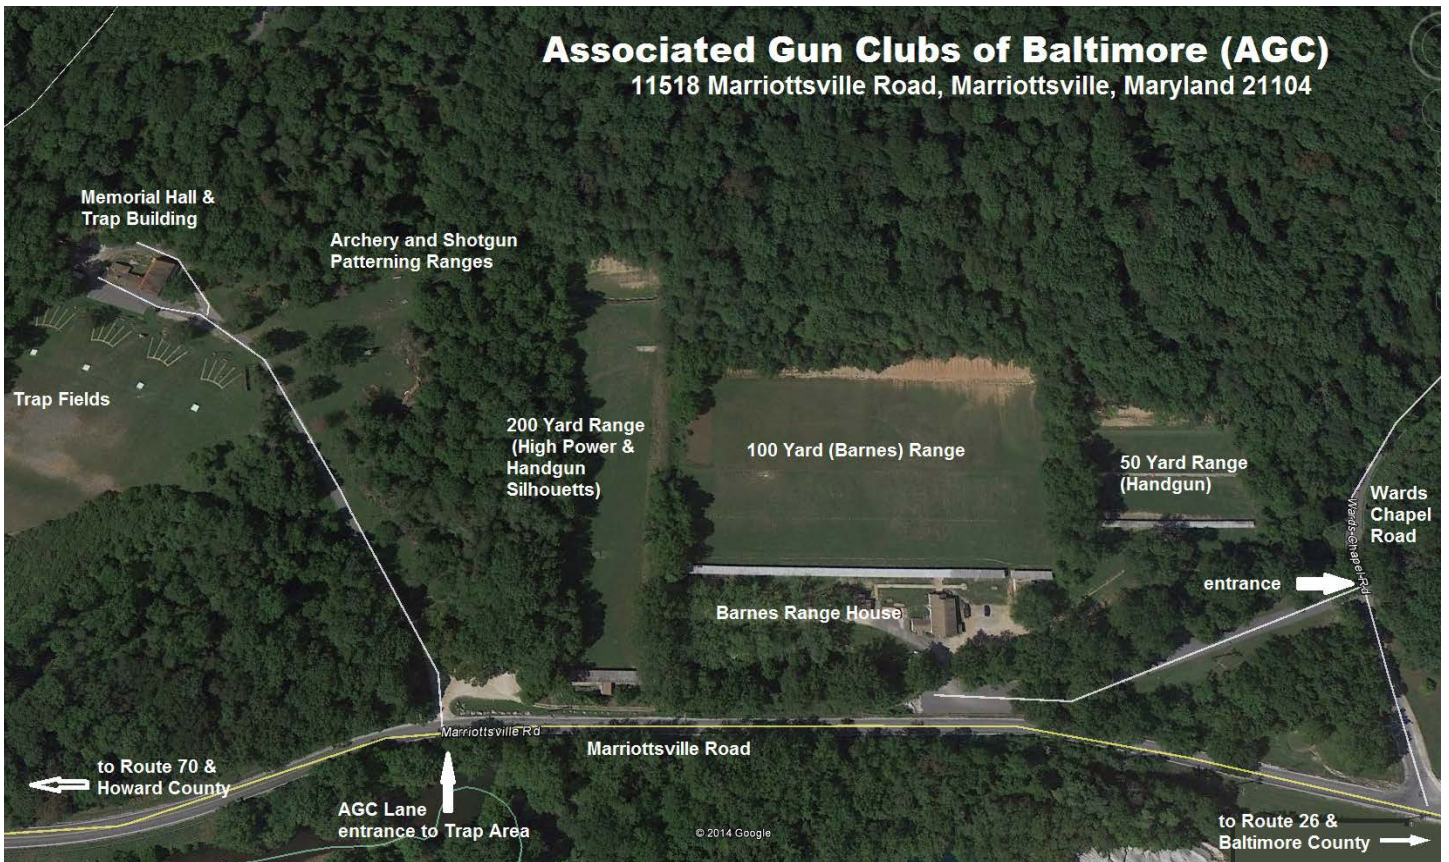 Associated Gun Clubs of Baltimore (AGC)
11518 Marriottsville Road, Marriottsville, Maryland 21104
Memorial Hall &
Trap Building
Archery and Shotgun
Patterning Ranges
Trap Fields
200 Yard Range
(High Power &
Handgun
Silhouetts)
100 Yard (Barnes) Range
50 Yard Range
(Handgun)
Wards
Chapel
Road
Wards Chapel Rd
entrance
Barnes Range House
Marriottsville Rd
Marriottsville Road
to Route 70 &
Howard County
AGC Lane
entrance to Trap Area
© 2014 Google
to Route 26 &
Baltimore County